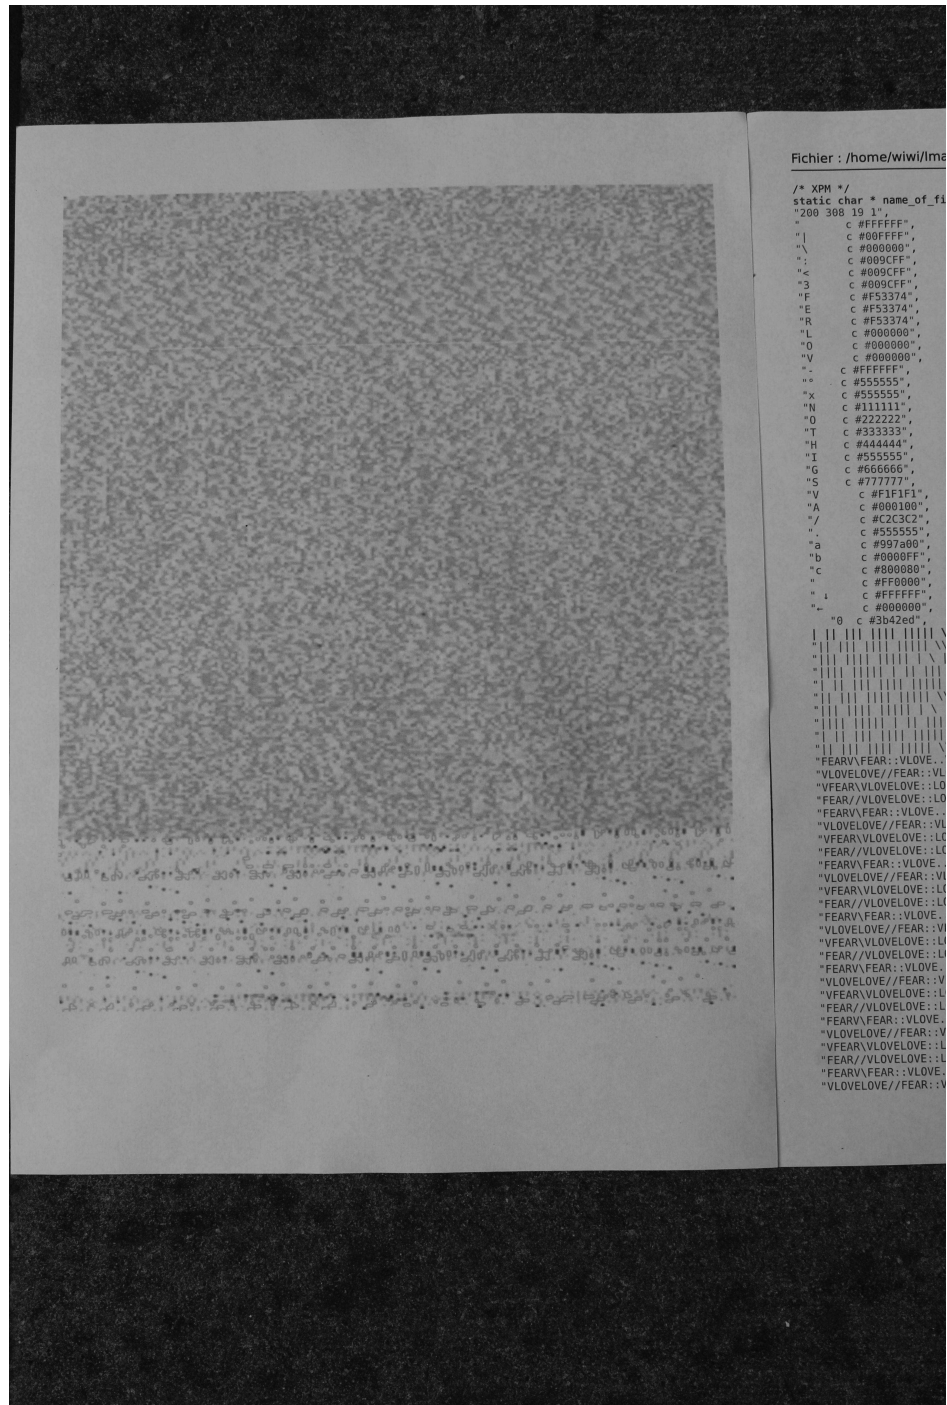 Fichier : /home/wiwi/Ima
/* XPM */
static char * name_of_fi
"200 308 19 1",
" c #FFFFFF",
"| c #00FFFF",
"\ c #000000",
": c #009CFF",
"< c #009CFF",
"3 c #009CFF",
"F c #F53374",
"E c #F53374",
"R c #F53374",
"L c #000000",
"O c #000000",
"V c #000000",
"- c #FFFFFF",
"° c #555555",
"x c #555555",
"N c #111111",
"O c #222222",
"T c #333333",
"H c #444444",
"I c #555555",
"G c #666666",
"S c #777777",
"V c #F1F1F1",
"A c #000100",
"/ c #C2C3C2",
". c #555555",
"a c #997a00",
"b c #0000FF",
"c c #800080",
" c #FF0000",
" ↓ c #FFFFFF",
"← c #000000",
"0 c #3b42ed",
| || ||| |||| ||||| \
"|| ||| |||| ||||| \\
"||| |||| ||||| | \
"|||| ||||| | || |||
"| || ||| |||| |||||
"|| ||| |||| ||||| \
"|| |||| ||||| | \
"|||| ||||| | || |||
"| || ||| |||| |||||
"|| ||| |||| ||||| \
"FEARV\FEAR::VLOVE..
"VLOVELOVE//FEAR::VL
"VFEAR\VLOVELOVE::LO
"FEAR//VLOVELOVE::LO
"FEARV\FEAR::VLOVE..
"VLOVELOVE//FEAR::VL
"VFEAR\VLOVELOVE::LO
"FEAR//VLOVELOVE::LO
"FEARV\FEAR::VLOVE..
"VLOVELOVE//FEAR::VL
"VFEAR\VLOVELOVE::LO
"FEAR//VLOVELOVE::LO
"FEARV\FEAR::VLOVE.
"VLOVELOVE//FEAR::VL
"VFEAR\VLOVELOVE::LO
"FEAR//VLOVELOVE::LO
"FEARV\FEAR::VLOVE.
"VLOVELOVE//FEAR::V
"VFEAR\VLOVELOVE::L
"FEAR//VLOVELOVE::L
"FEARV\FEAR::VLOVE.
"VLOVELOVE//FEAR::V
"VFEAR\VLOVELOVE::L
"FEAR//VLOVELOVE::L
"FEARV\FEAR::VLOVE.
"VLOVELOVE//FEAR::V